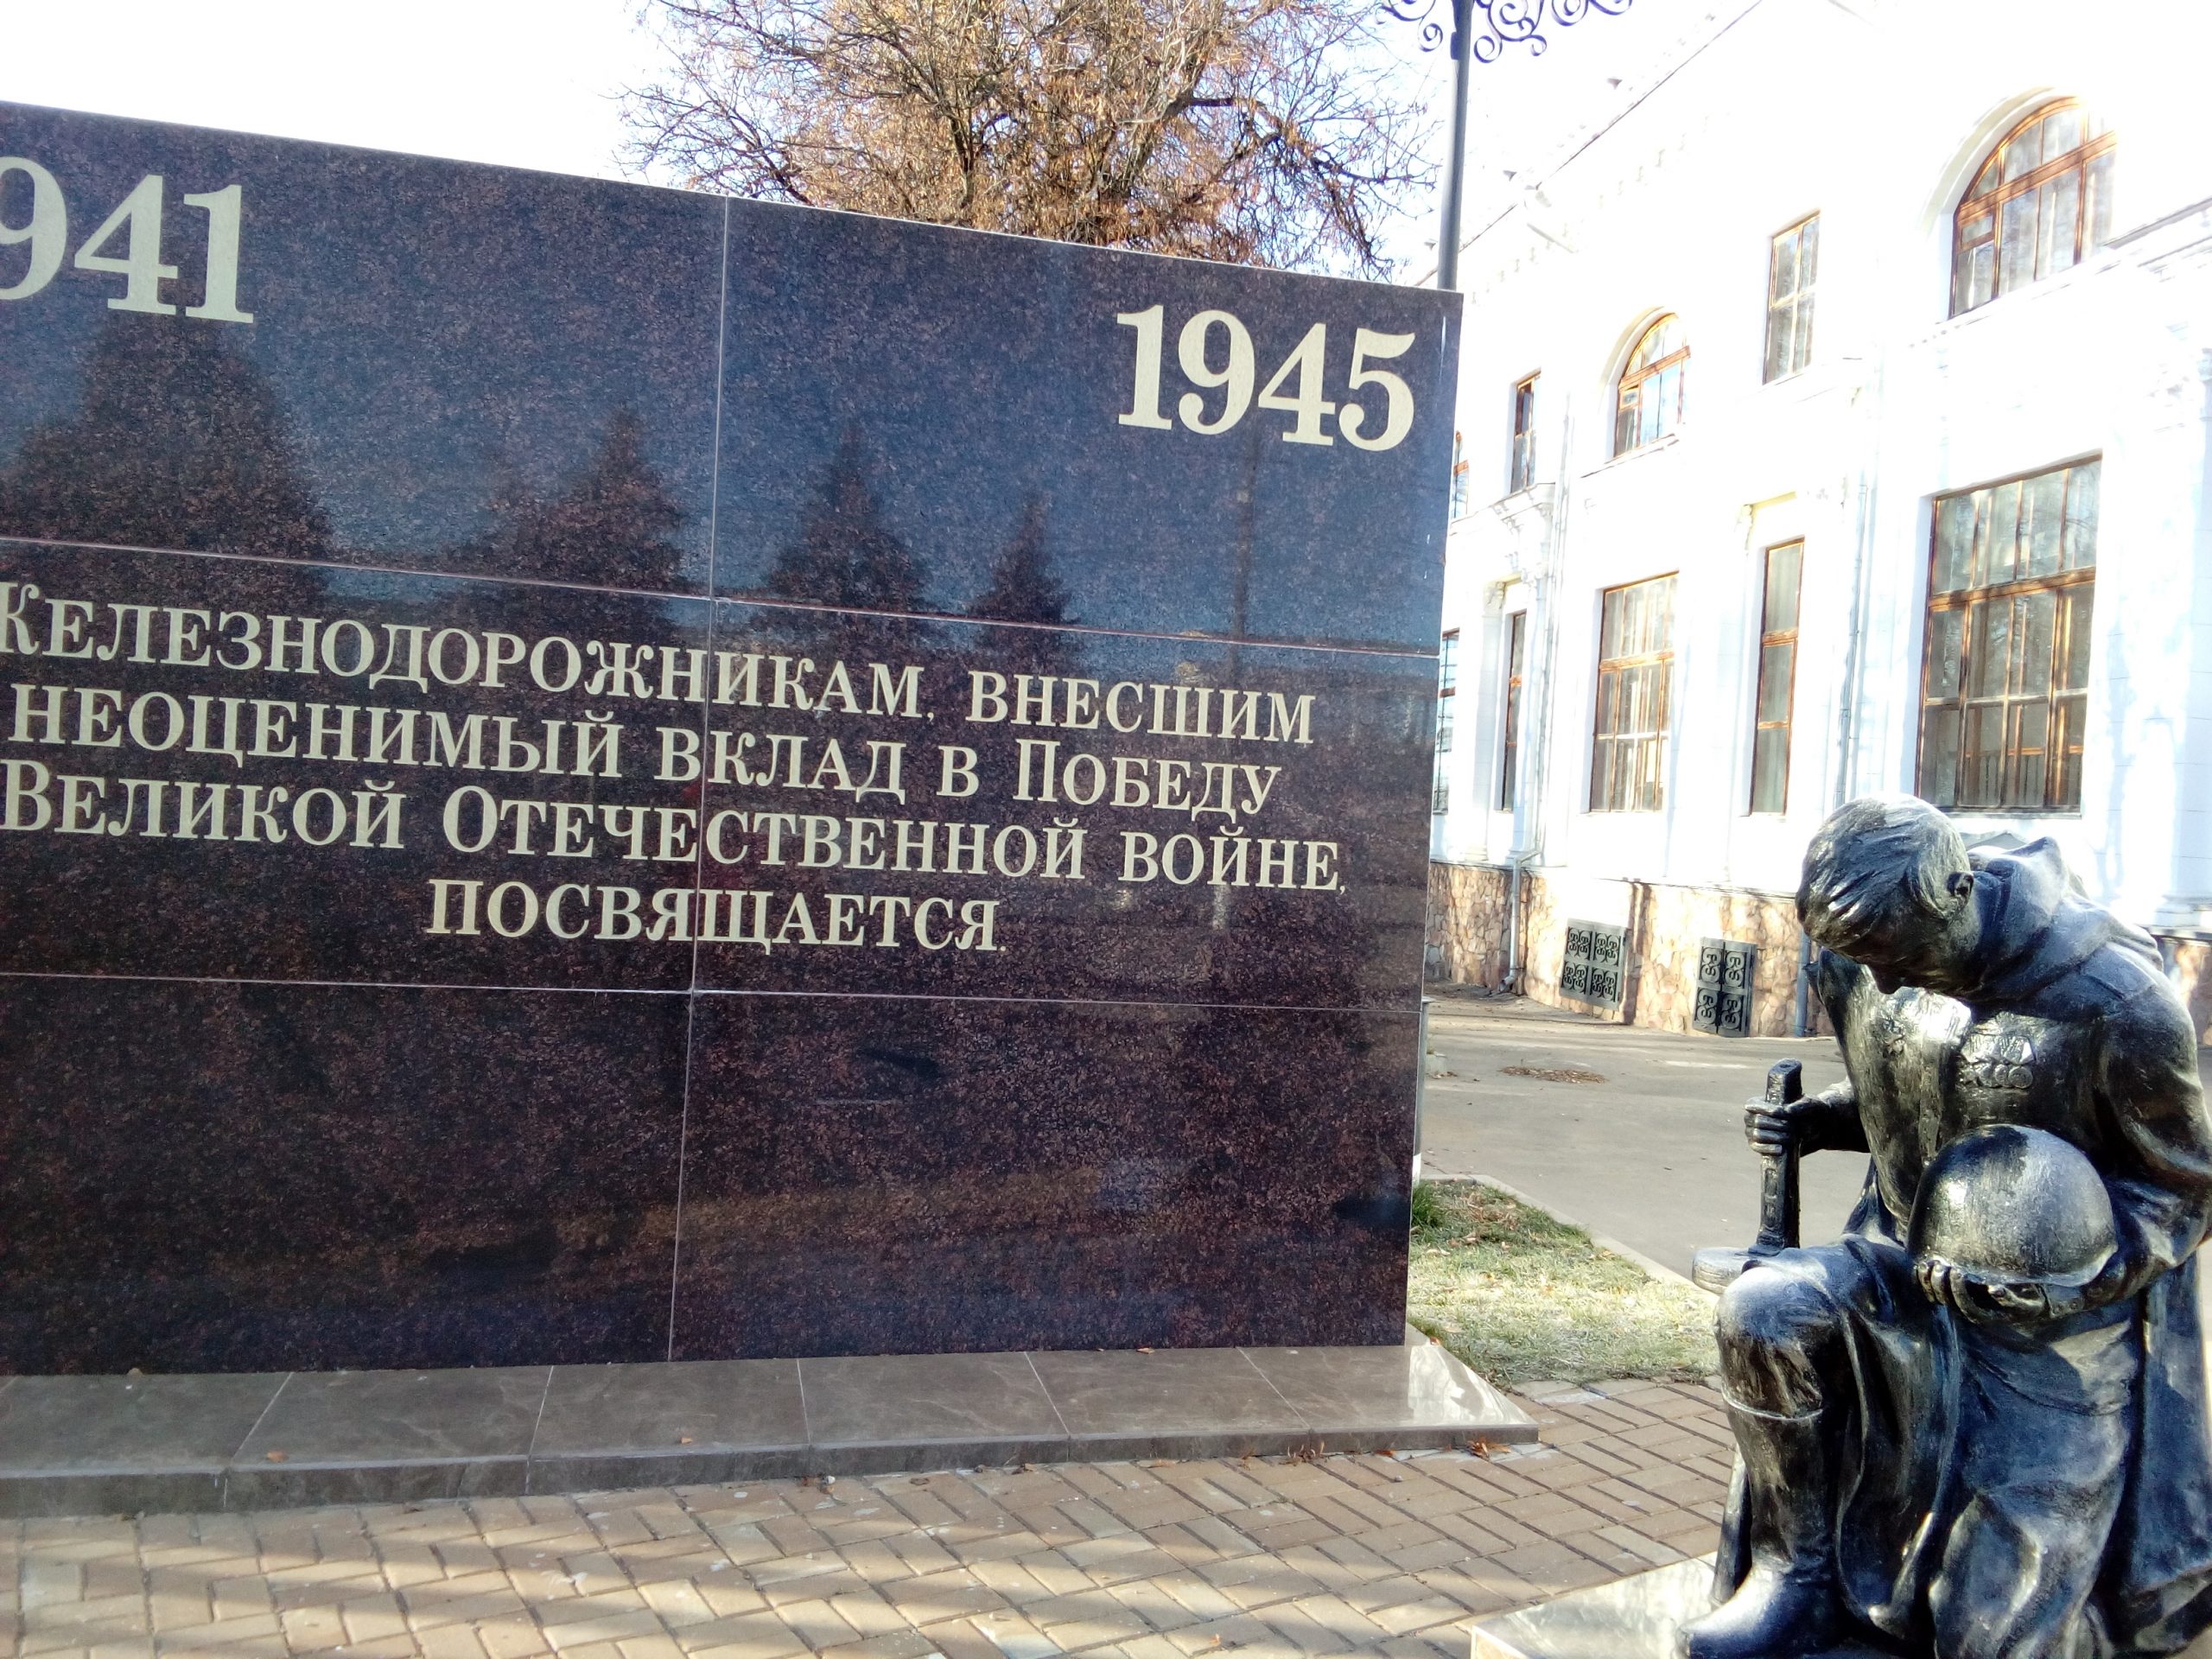 941 1945
ЖЕЛЕЗНОДОРОЖНИКАМ, ВНЕСШИМ
НЕОЦЕНИМЫЙ ВКЛАД В ПОБЕДУ
ВЕЛИКОЙ ОТЕЧЕСТВЕННОЙ ВОЙНЕ,
ПОСВЯЩАЕТСЯ.